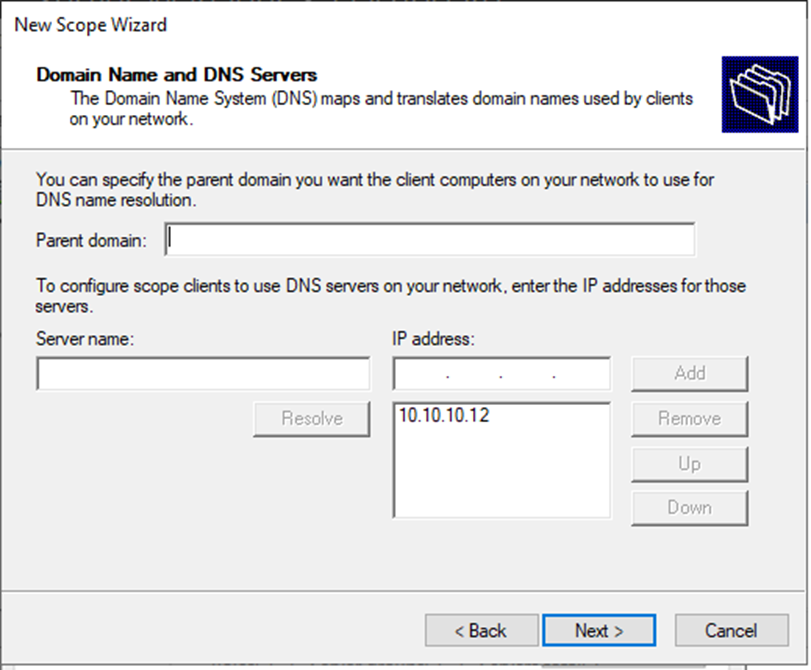 New Scope Wizard
Domain Name and DNS Servers
The Domain Name System (DNS) maps and translates domain names used by clients
on your network.
You can specify the parent domain you want the client computers on your network to use for
DNS name resolution.
Parent domain:
To configure scope clients to use DNS servers on your network, enter the IP addresses for those
servers.
Server name:
IP address:
. . .
Add
Resolve
10.10.10.12
Remove
Up
Down
< Back
Next >
Cancel